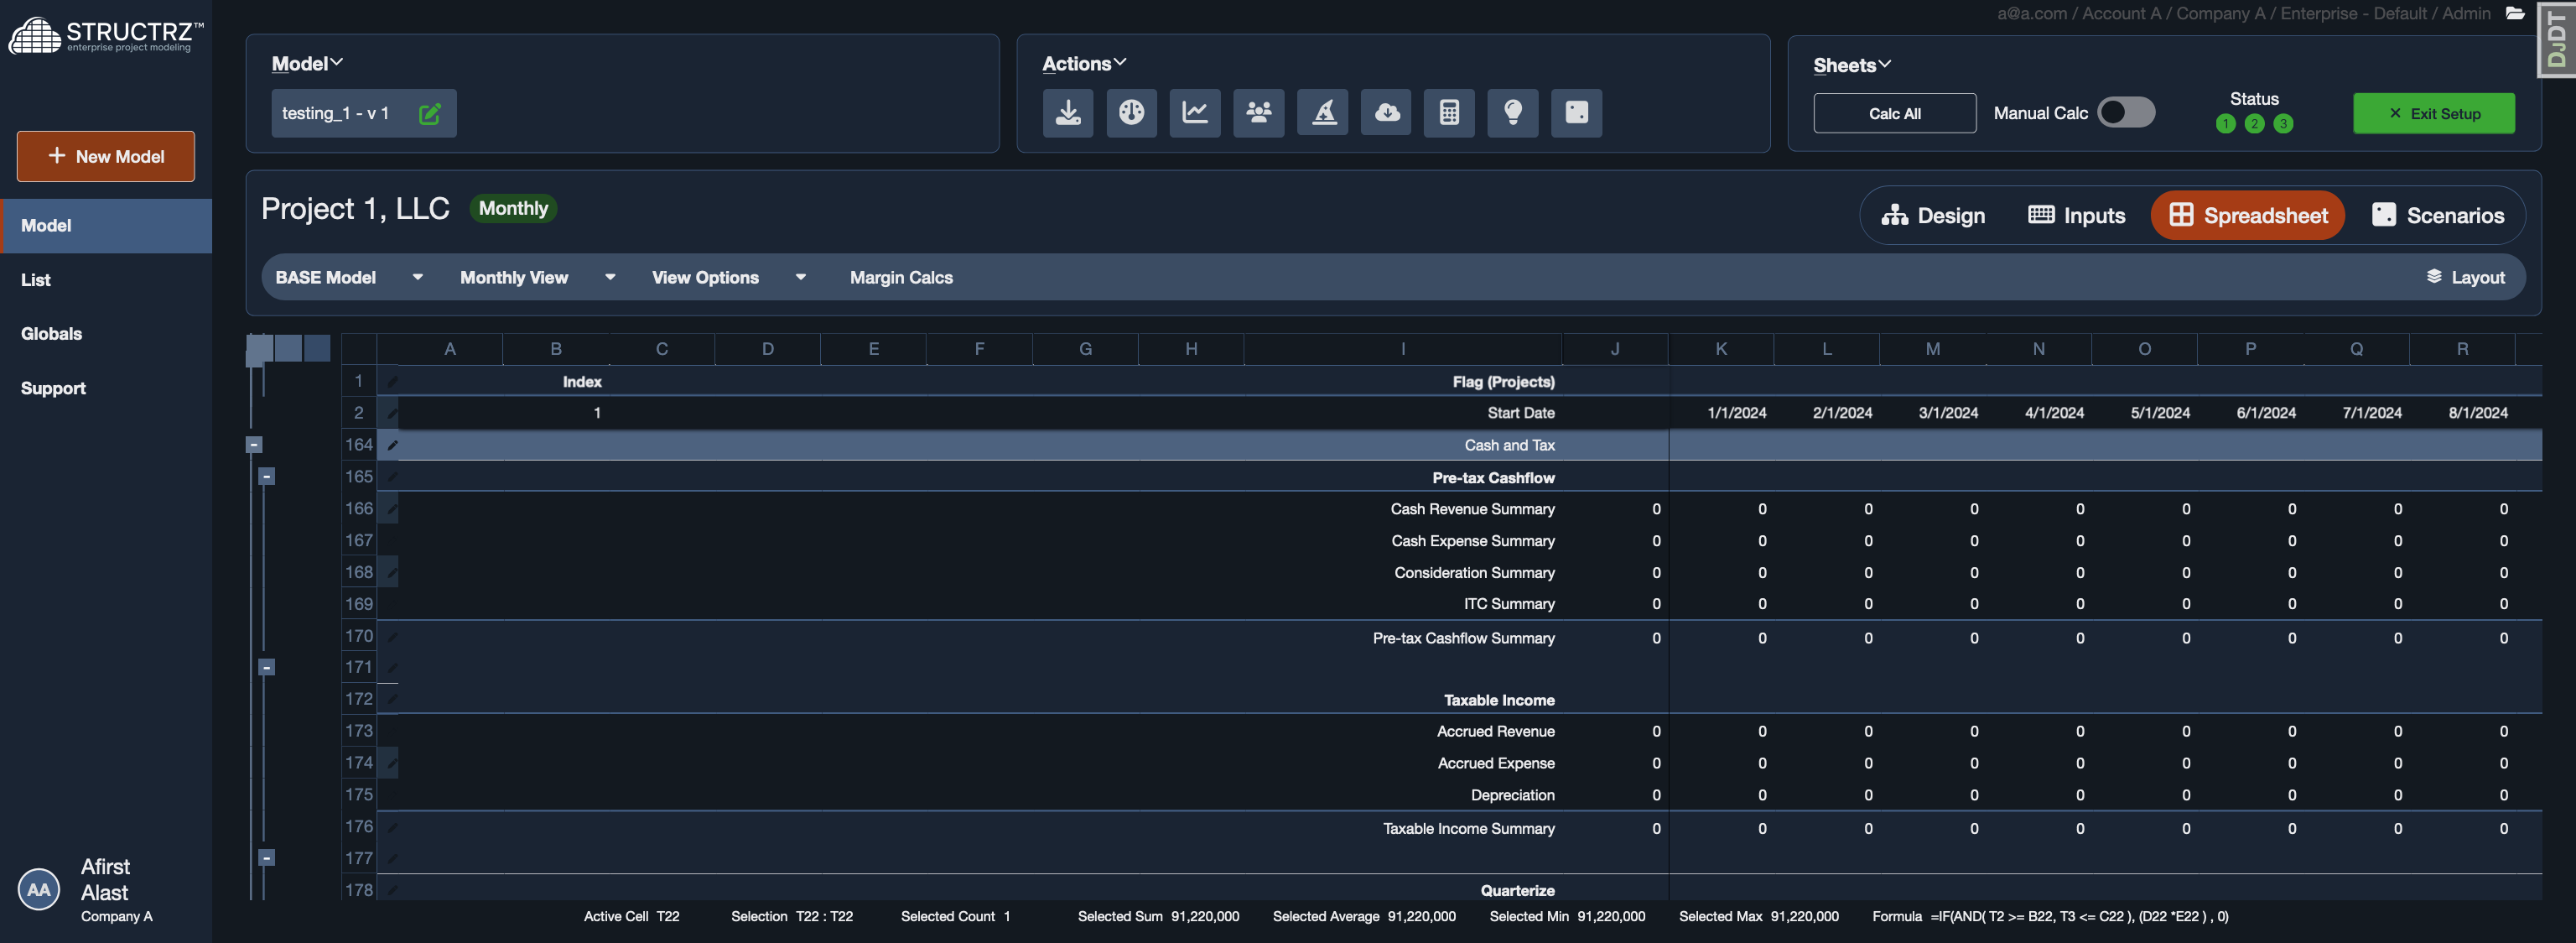 STRUCTRZ™
enterprise project modeling
a@a.com / Account A / Company A / Enterprise - Default / Admin
DJDT
Model
Actions
Sheets
testing_1 - v 1
Calc All
Manual Calc
Status
1 2 3
× Exit Setup
+ New Model
Model
List
Globals
Support
Project 1, LLC Monthly
Design Inputs Spreadsheet Scenarios
BASE Model Monthly View View Options Margin Calcs Layout
A B C D E F G H I J K L M N O P Q R
1 Index Flag (Projects)
2 1 Start Date 1/1/2024 2/1/2024 3/1/2024 4/1/2024 5/1/2024 6/1/2024 7/1/2024 8/1/2024
164 Cash and Tax
165 Pre-tax Cashflow
166 Cash Revenue Summary 0 0 0 0 0 0 0 0 0
167 Cash Expense Summary 0 0 0 0 0 0 0 0 0
168 Consideration Summary 0 0 0 0 0 0 0 0 0
169 ITC Summary 0 0 0 0 0 0 0 0 0
170 Pre-tax Cashflow Summary 0 0 0 0 0 0 0 0 0
171
172 Taxable Income
173 Accrued Revenue 0 0 0 0 0 0 0 0 0
174 Accrued Expense 0 0 0 0 0 0 0 0 0
175 Depreciation 0 0 0 0 0 0 0 0 0
176 Taxable Income Summary 0 0 0 0 0 0 0 0 0
177
178 Quarterize
AA
Afirst
Alast
Company A
Active Cell T22 Selection T22 : T22 Selected Count 1 Selected Sum 91,220,000 Selected Average 91,220,000 Selected Min 91,220,000 Selected Max 91,220,000 Formula =IF(AND( T2 >= B22, T3 <= C22 ), (D22 *E22 ) , 0)